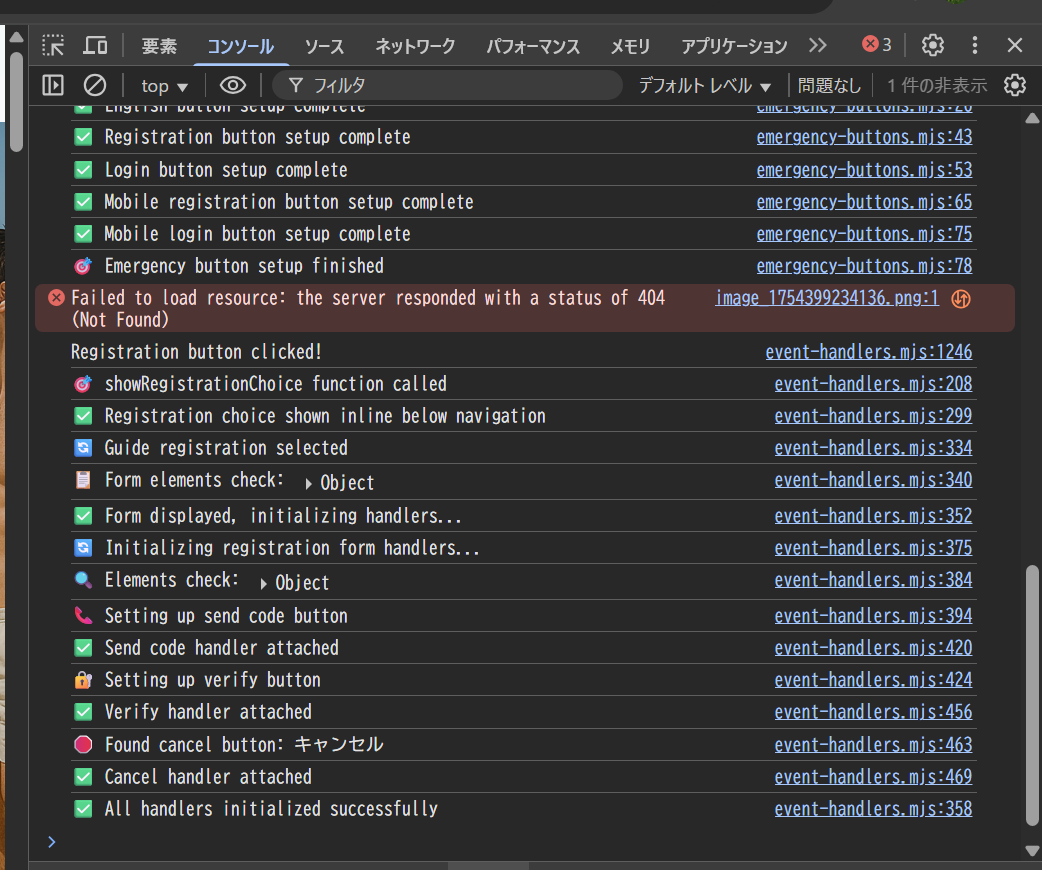 要素 コンソール ソース ネットワーク パフォーマンス メモリ アプリケーション 3
top フィルタ デフォルト レベル 問題なし 1 件の非表示
English button setup complete emergency-buttons.mjs:20
Registration button setup complete emergency-buttons.mjs:43
Login button setup complete emergency-buttons.mjs:53
Mobile registration button setup complete emergency-buttons.mjs:65
Mobile login button setup complete emergency-buttons.mjs:75
Emergency button setup finished emergency-buttons.mjs:78
Failed to load resource: the server responded with a status of 404 image_1754399234136.png:1
(Not Found)
Registration button clicked! event-handlers.mjs:1246
showRegistrationChoice function called event-handlers.mjs:208
Registration choice shown inline below navigation event-handlers.mjs:299
Guide registration selected event-handlers.mjs:334
Form elements check: Object event-handlers.mjs:340
Form displayed, initializing handlers... event-handlers.mjs:352
Initializing registration form handlers... event-handlers.mjs:375
Elements check: Object event-handlers.mjs:384
Setting up send code button event-handlers.mjs:394
Send code handler attached event-handlers.mjs:420
Setting up verify button event-handlers.mjs:424
Verify handler attached event-handlers.mjs:456
Found cancel button: キャンセル event-handlers.mjs:463
Cancel handler attached event-handlers.mjs:469
All handlers initialized successfully event-handlers.mjs:358